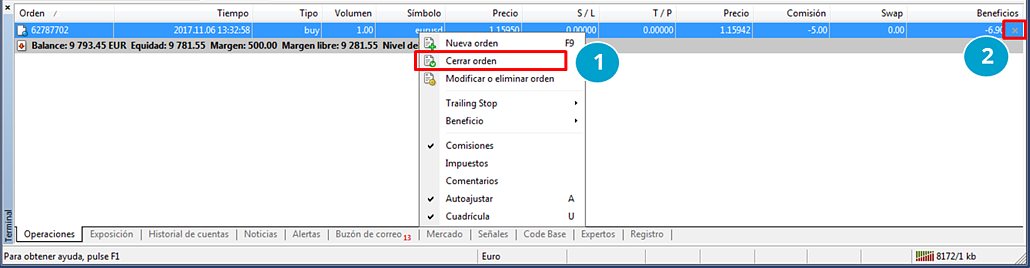 Orden / Tiempo Tipo Volumen Símbolo Precio S / L T / P Precio Comisión Swap Beneficios
62787702 2017.11.06 13:32:58 buy 1.00 eurusd 1.15950 0.00000 0.00000 1.15942 -5.00 0.00 -6.90
Balance: 9 793.45 EUR Equidad: 9 781.55 Margen: 500.00 Margen libre: 9 281.55 Nivel de
Nueva orden F9
Cerrar orden
1
2
Modificar o eliminar orden
Trailing Stop
Beneficio
Comisiones
Impuestos
Comentarios
Autoajustar A
Cuadrícula U
Terminal
Operaciones | Exposición | Historial de cuentas | Noticias | Alertas | Buzón de correo 13 | Mercado | Señales | Code Base | Expertos | Registro |
Para obtener ayuda, pulse F1 Euro 8172/1 kb